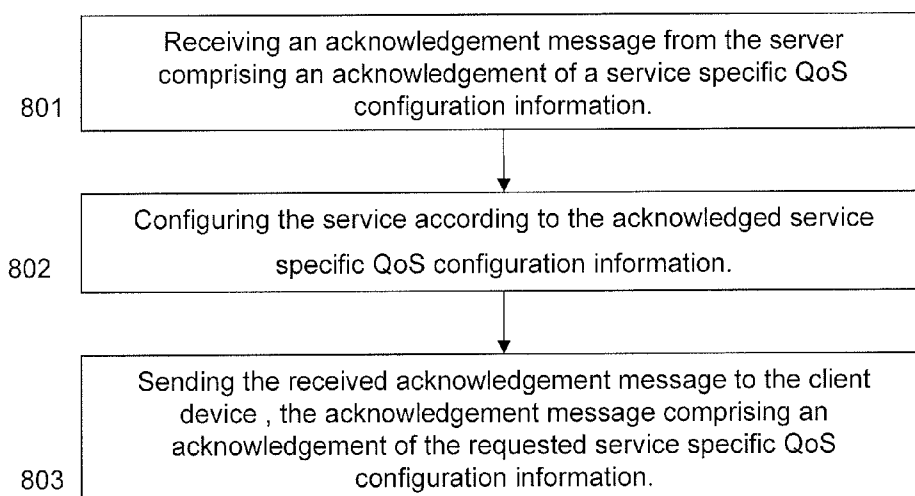 Receiving an acknowledgement message from the server
comprising an acknowledgement of a service specific QoS
configuration information.
801
Configuring the service according to the acknowledged service
specific QoS configuration information.
802
Sending the received acknowledgement message to the client
device , the acknowledgement message comprising an
acknowledgement of the requested service specific QoS
configuration information.
803